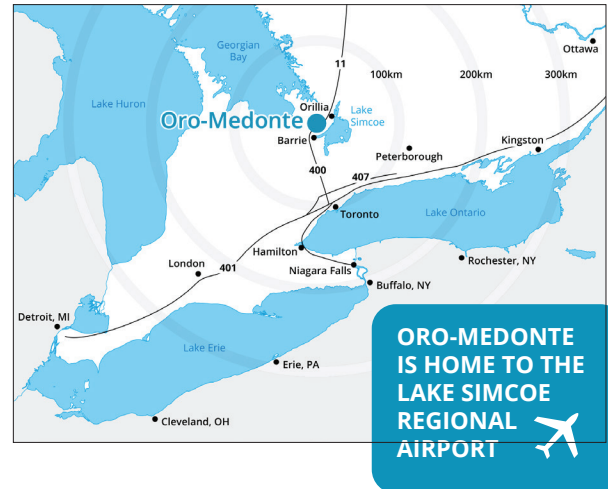 Georgian
Bay
Ottawa
11
100km
200km
300km
Lake Huron
Orillia
Lake
Simcoe
Oro-Medonte
Barrie
Kingston
Peterborough
400
407
Toronto
Lake Ontario
Hamilton
London
401
Niagara Falls
Rochester, NY
Buffalo, NY
Detroit, MI
Lake Erie
Erie, PA
Cleveland, OH
ORO-MEDONTE
IS HOME TO THE
LAKE SIMCOE
REGIONAL
AIRPORT